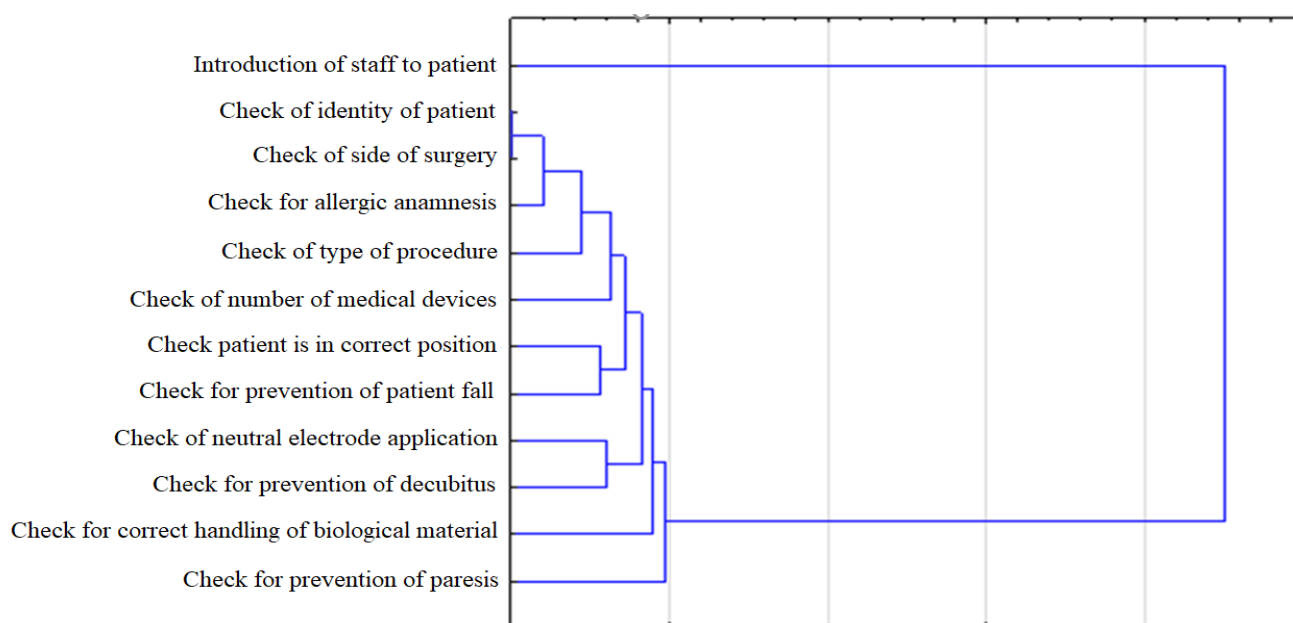 Introduction of staff to patient
Check of identity of patient
Check of side of surgery
Check for allergic anamnesis
Check of type of procedure
Check of number of medical devices
Check patient is in correct position
Check for prevention of patient fall
Check of neutral electrode application
Check for prevention of decubitus
Check for correct handling of biological material
Check for prevention of paresis